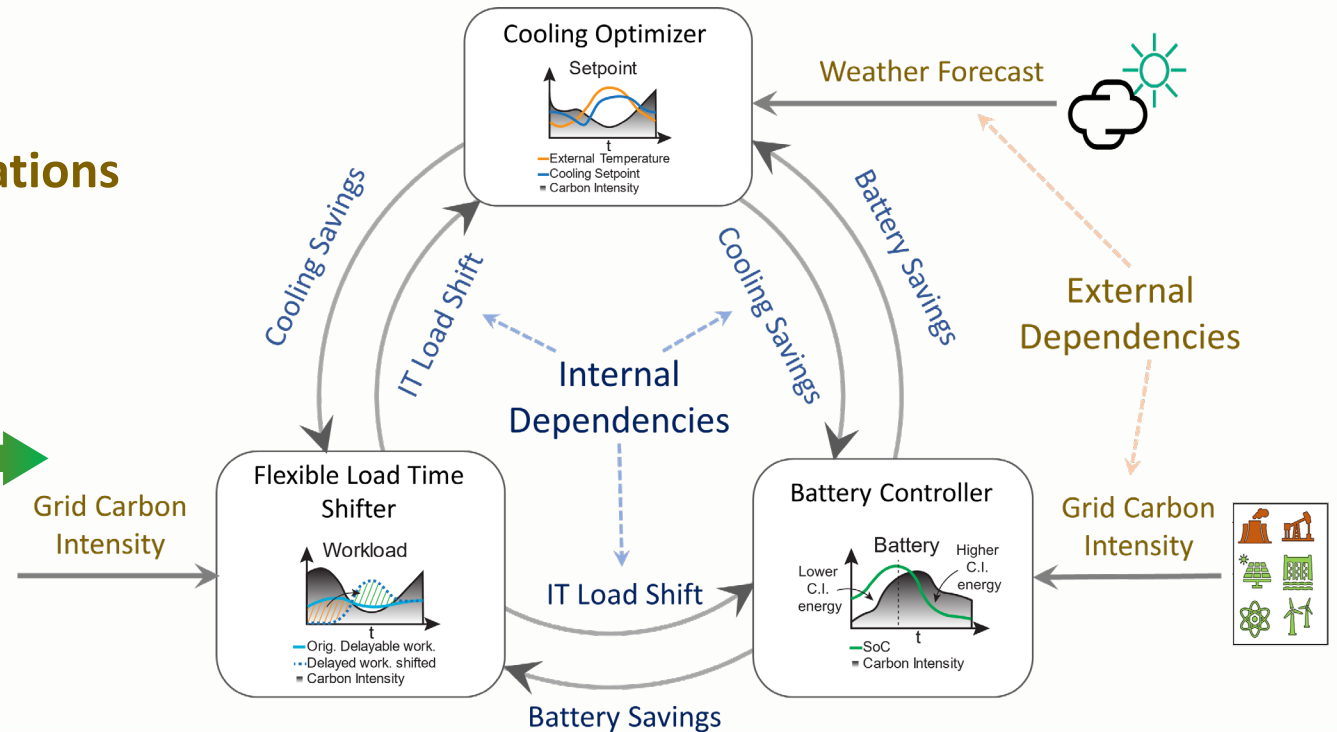 Cooling Optimizer
Setpoint
t
External Temperature
Cooling Setpoint
Carbon Intensity
Weather Forecast
ations
Cooling Savings
IT Load Shift
Cooling Savings
Battery Savings
External
Dependencies
Internal
Dependencies
Grid Carbon
Intensity
Flexible Load Time
Shifter
Workload
t
Orig. Delayable work.
Delayed work. shifted
Carbon Intensity
IT Load Shift
Battery Savings
Battery Controller
Battery
Lower
C.I.
energy
Higher
C.I.
energy
t
SoC
Carbon Intensity
Grid Carbon
Intensity